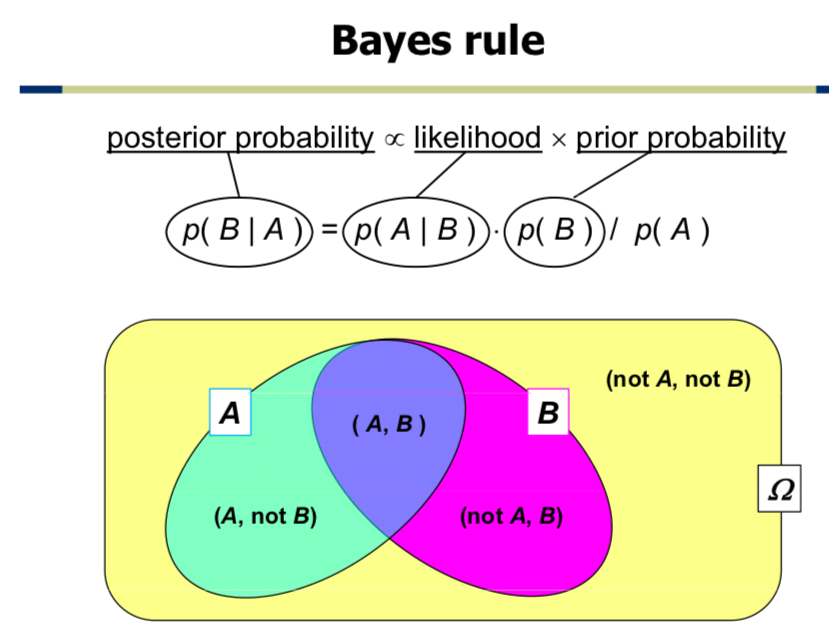 Bayes rule
posterior probability ∝ likelihood × prior probability
p( B | A ) = p( A | B ) · p( B ) / p( A )
(not A, not B)
A
B
( A, B )
Ω
(A, not B)
(not A, B)